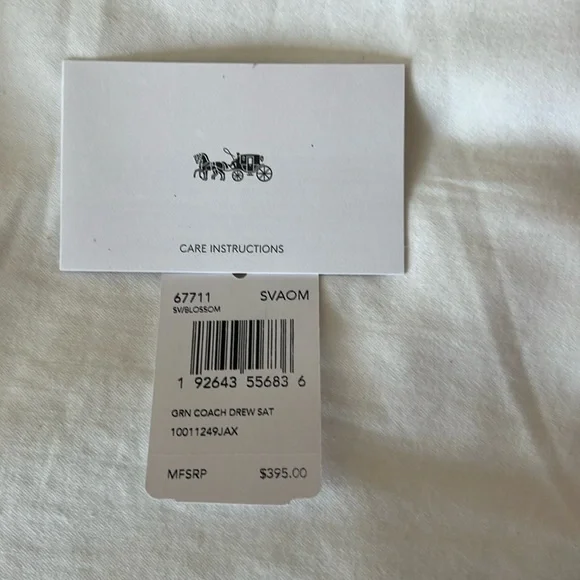 CARE INSTRUCTIONS
67711 SVAOM
SV/BLOSSOM
1 92643 55683 6
GRN COACH DREW SAT
10011249JAX
MFSRP $395.00